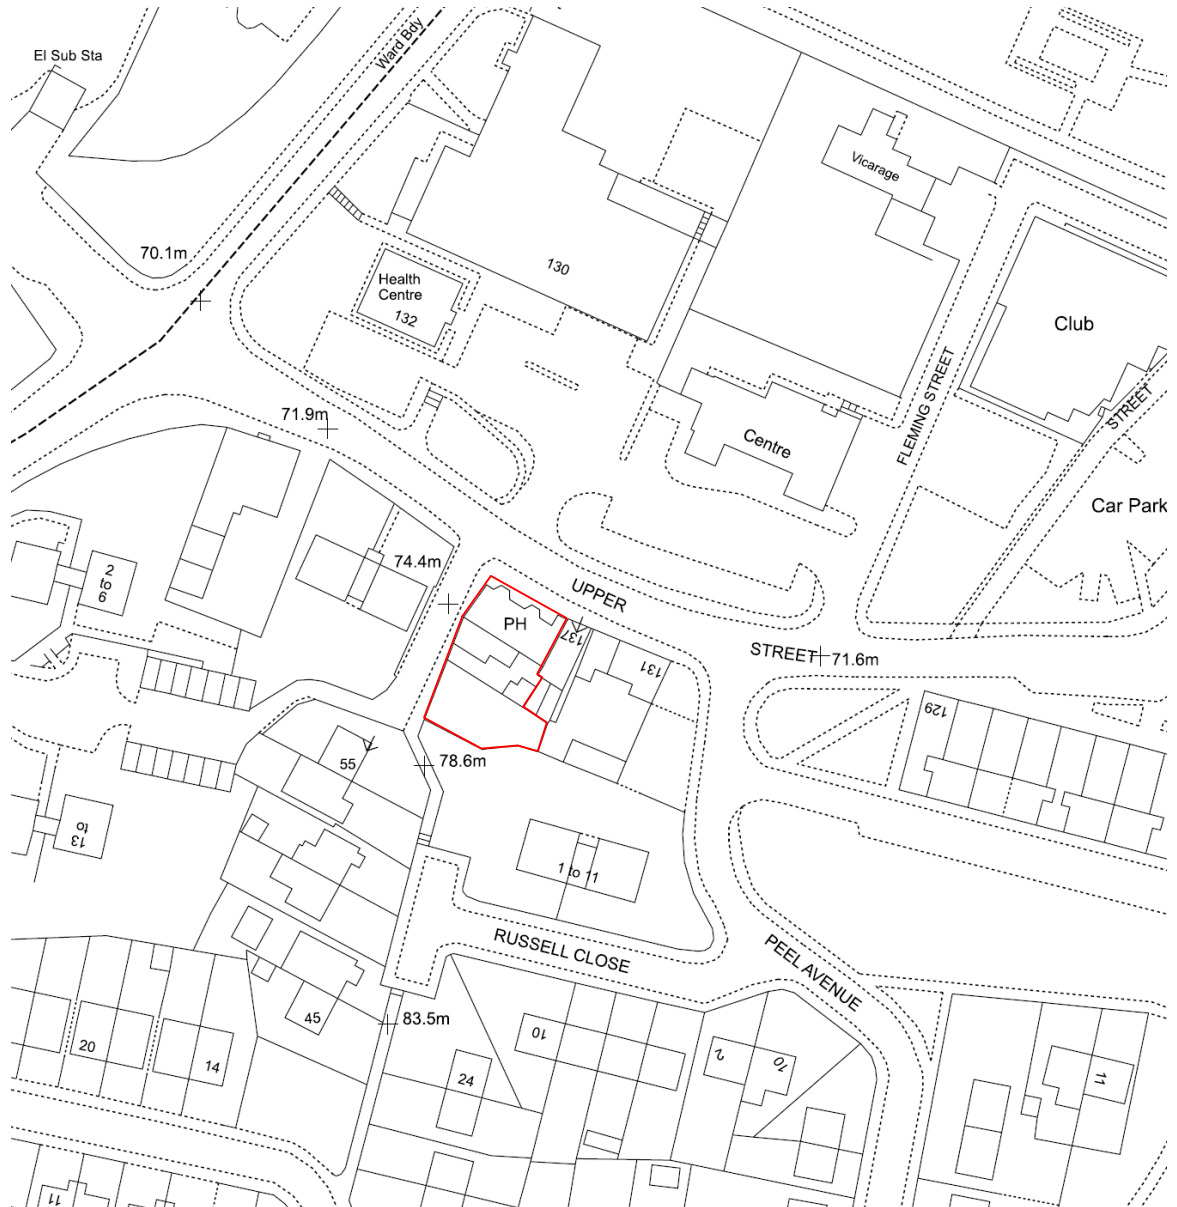 Ward Bdy
El Sub Sta
Vicarage
70.1m
130
Health
Centre
132
Club
FLEMING STREET
STREET
71.9m
Centre
Car Park
74.4m
2
to
6
UPPER
PH
137
131
STREET
71.6m
129
55
78.6m
13
to
1 to 11
RUSSELL CLOSE
PEEL AVENUE
45
83.5m
10
20
14
24
2
70
11
11